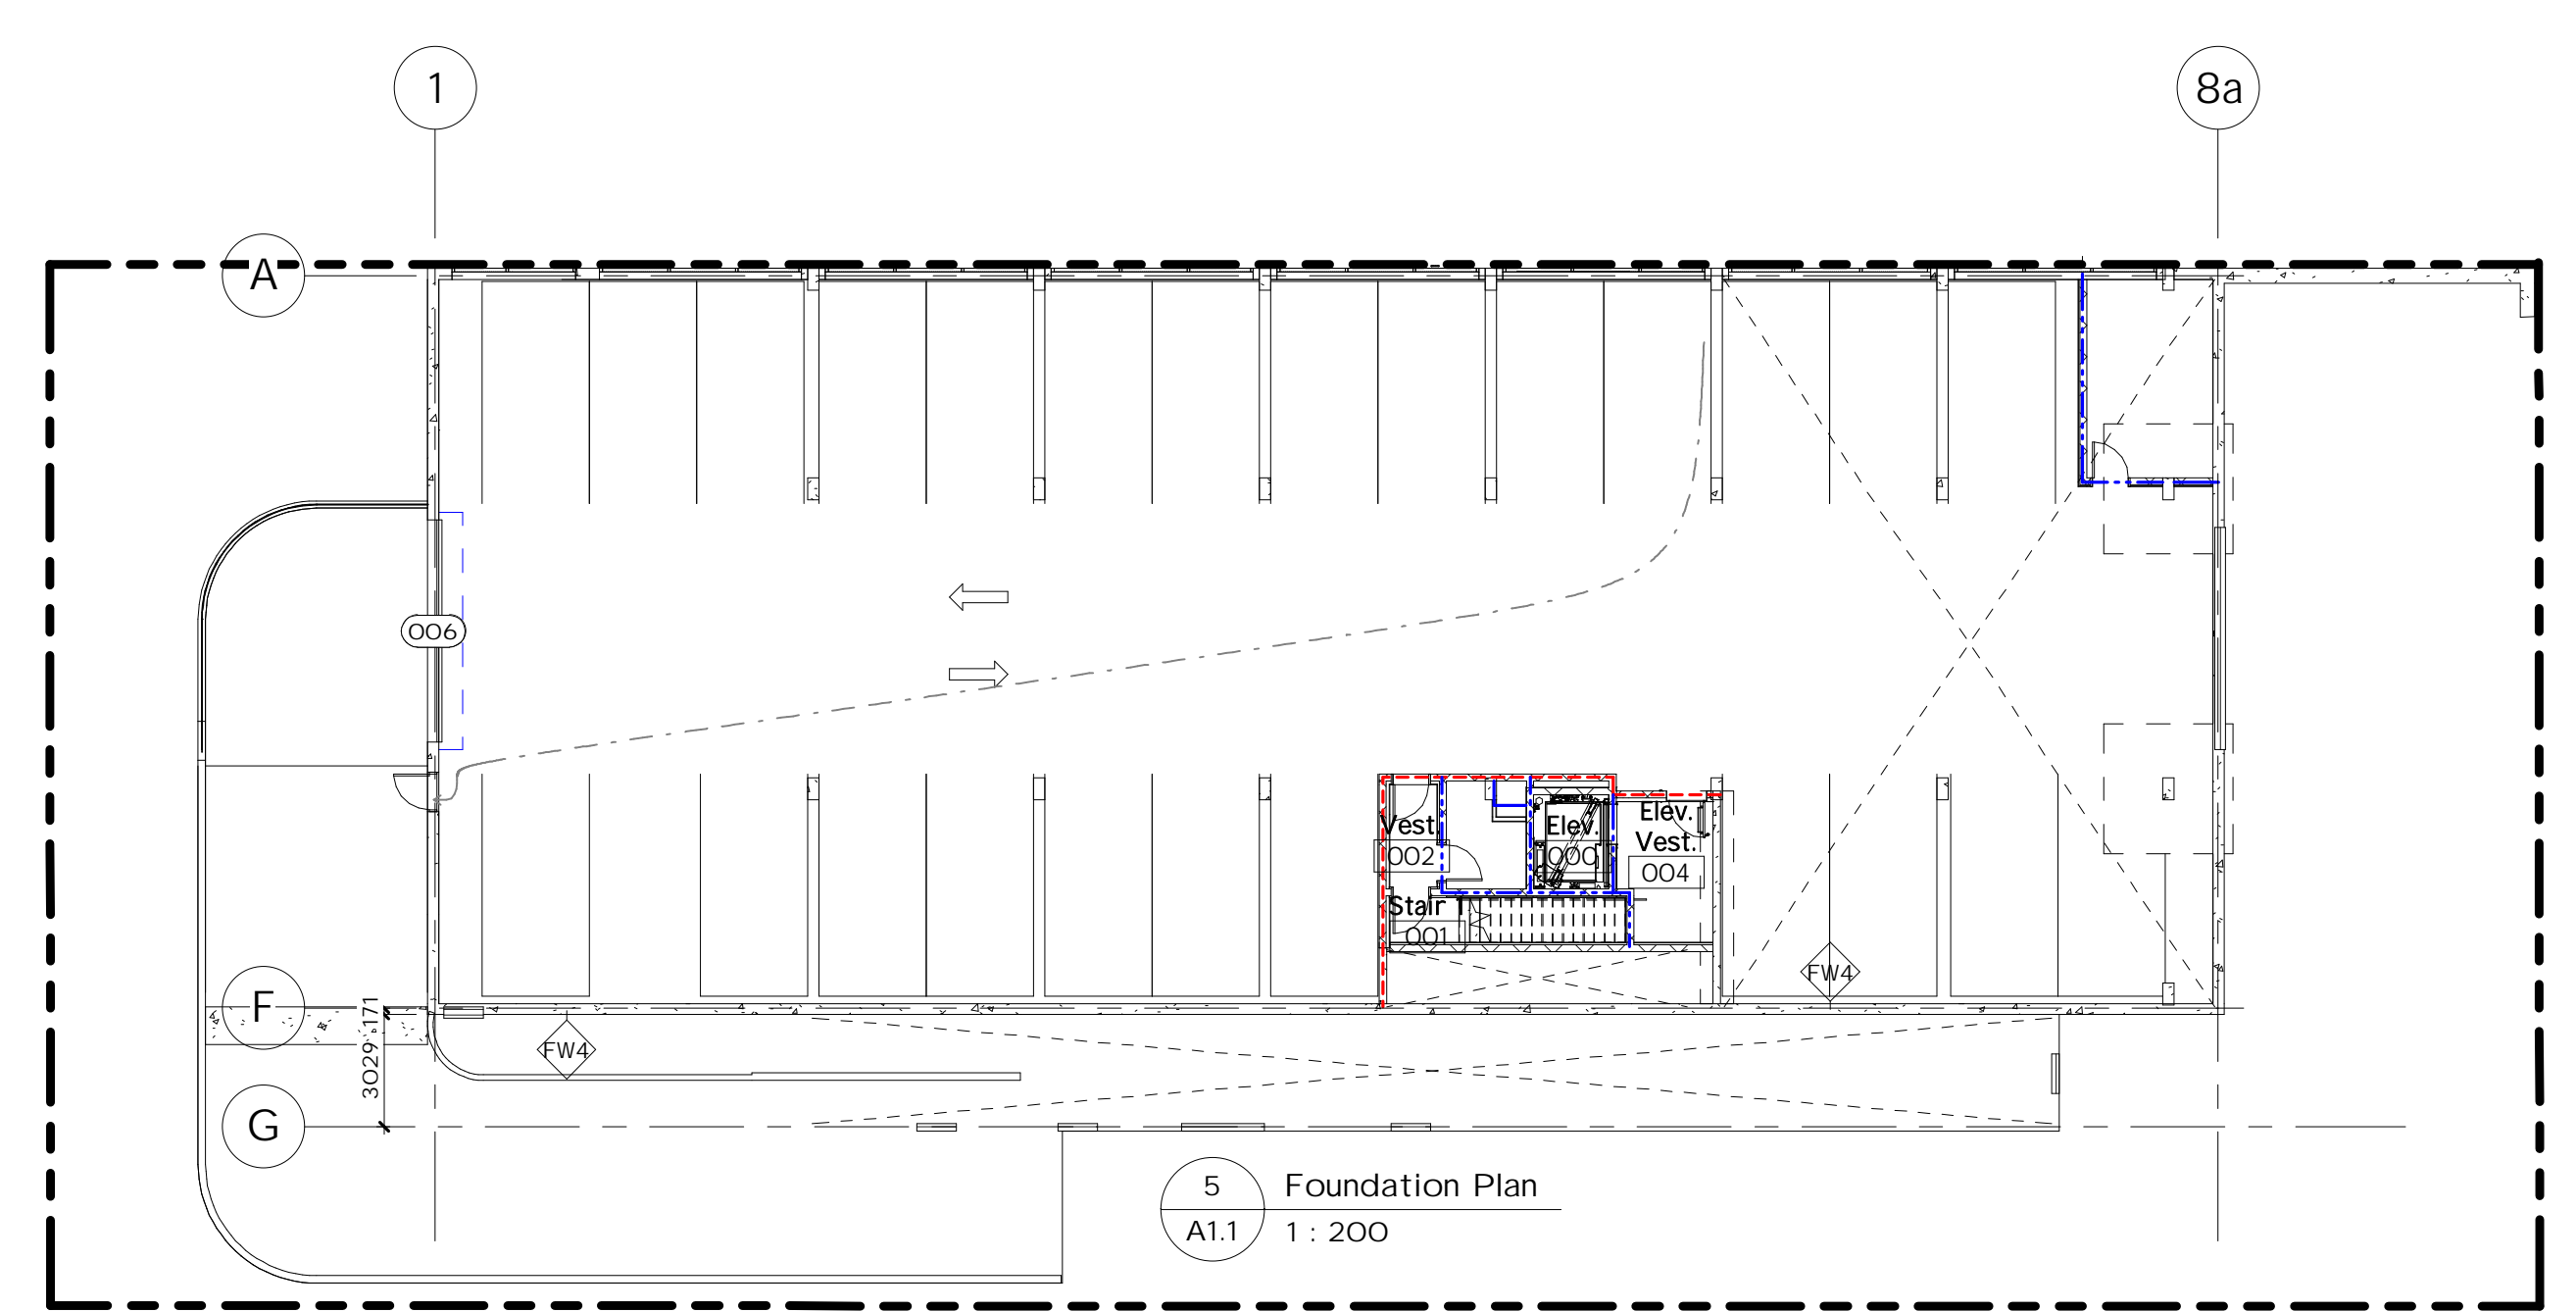 1
8a
A
006
Vest.
002
Elev.
000
Elev.
Vest.
004
Stair 1
001
FW4
F
171
3029
FW4
G
5
A1.1
Foundation Plan
1 : 200